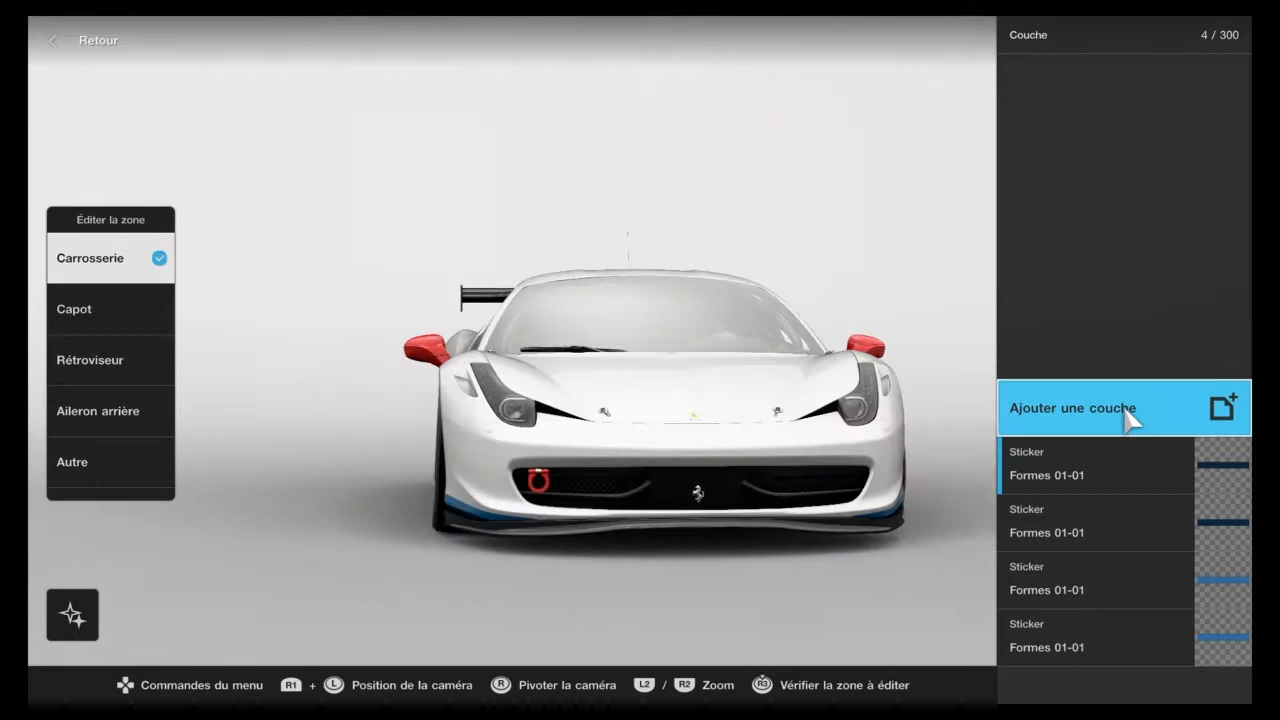 Retour
Couche 4 / 300
Éditer la zone
Carrosserie
Capot
Rétroviseur
Aileron arrière
Autre
Ajouter une couche
Sticker
Formes 01-01
Sticker
Formes 01-01
Sticker
Formes 01-01
Sticker
Formes 01-01
Commandes du menu R1 + L Position de la caméra R Pivoter la caméra L2 / R2 Zoom R3 Vérifier la zone à éditer